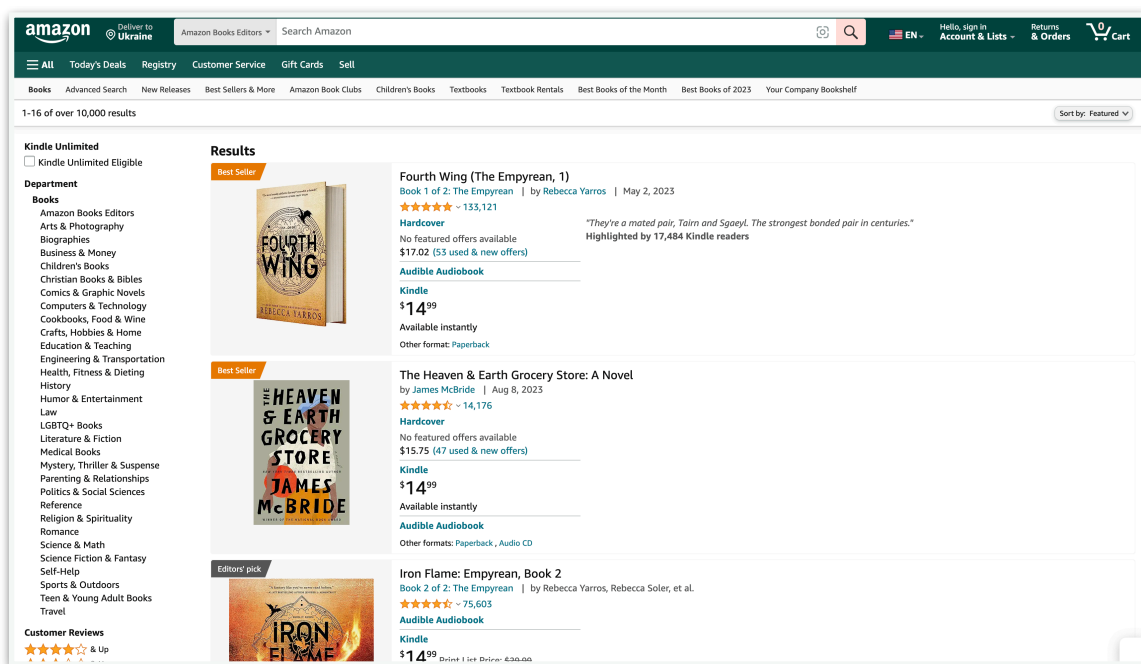 amazon
Deliver to
Ukraine
Amazon Books Editors
Search Amazon
EN
Hello, sign in
Account & Lists
Returns
& Orders
0
Cart
All
Today's Deals
Registry
Customer Service
Gift Cards
Sell
Books
Advanced Search
New Releases
Best Sellers & More
Amazon Book Clubs
Children's Books
Textbooks
Textbook Rentals
Best Books of the Month
Best Books of 2023
Your Company Bookshelf
1-16 of over 10,000 results
Sort by: Featured
Kindle Unlimited
Kindle Unlimited Eligible
Department
Books
Amazon Books Editors
Arts & Photography
Biographies
Business & Money
Children's Books
Christian Books & Bibles
Comics & Graphic Novels
Computers & Technology
Cookbooks, Food & Wine
Crafts, Hobbies & Home
Education & Teaching
Engineering & Transportation
Health, Fitness & Dieting
History
Humor & Entertainment
Law
LGBTQ+ Books
Literature & Fiction
Medical Books
Mystery, Thriller & Suspense
Parenting & Relationships
Politics & Social Sciences
Reference
Religion & Spirituality
Romance
Science & Math
Science Fiction & Fantasy
Self-Help
Sports & Outdoors
Teen & Young Adult Books
Travel
Customer Reviews
& Up
Results
Best Seller
FOURTH
WING
REBECCA YARROS
Fourth Wing (The Empyrean, 1)
Book 1 of 2: The Empyrean | by Rebecca Yarros | May 2, 2023
133,121
Hardcover
No featured offers available
$17.02 (53 used & new offers)
Audible Audiobook
Kindle
$14 99
Available instantly
Other format: Paperback
"They're a mated pair, Tairn and Sgaeyl. The strongest bonded pair in centuries."
Highlighted by 17,484 Kindle readers
Best Seller
THE
HEAVEN
& EARTH
GROCERY
STORE
JAMES
McBRIDE
The Heaven & Earth Grocery Store: A Novel
by James McBride | Aug 8, 2023
14,176
Hardcover
No featured offers available
$15.75 (47 used & new offers)
Kindle
$14 99
Available instantly
Audible Audiobook
Other formats: Paperback , Audio CD
Editors' pick
IRON
FLAME
Iron Flame: Empyrean, Book 2
Book 2 of 2: The Empyrean | by Rebecca Yarros, Rebecca Soler, et al.
75,603
Audible Audiobook
Kindle
$14 99 Print List Price: $29.99